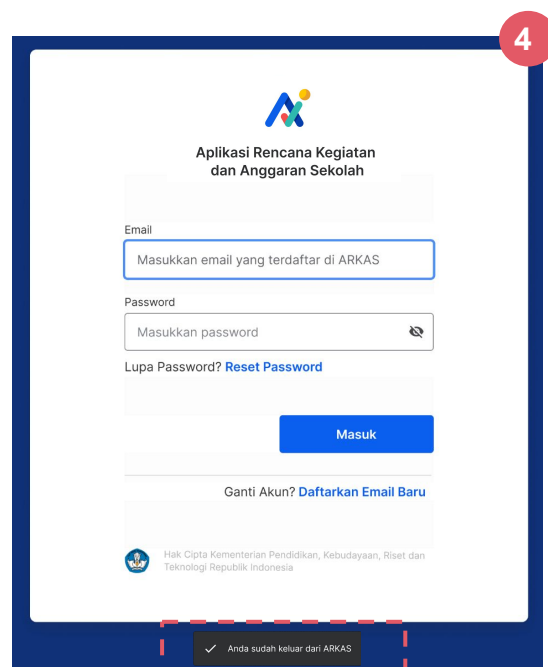 4
Aplikasi Rencana Kegiatan
dan Anggaran Sekolah
Email
Masukkan email yang terdaftar di ARKAS
Password
Masukkan password
Lupa Password? Reset Password
Masuk
Ganti Akun? Daftarkan Email Baru
Hak Cipta Kementerian Pendidikan, Kebudayaan, Riset dan
Teknologi Republik Indonesia
Anda sudah keluar dari ARKAS